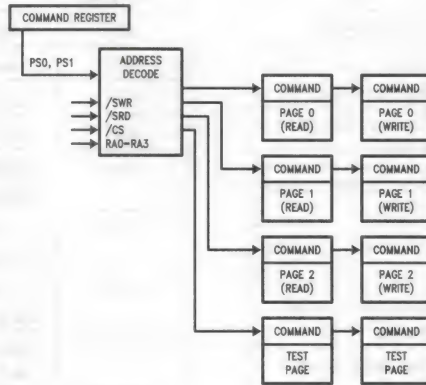 COMMAND REGISTER
PS0, PS1
ADDRESS
DECODE
/SWR
/SRD
/CS
RA0-RA3
COMMAND
PAGE 0
(READ)
COMMAND
PAGE 0
(WRITE)
COMMAND
PAGE 1
(READ)
COMMAND
PAGE 1
(WRITE)
COMMAND
PAGE 2
(READ)
COMMAND
PAGE 2
(WRITE)
COMMAND
TEST
PAGE
COMMAND
TEST
PAGE